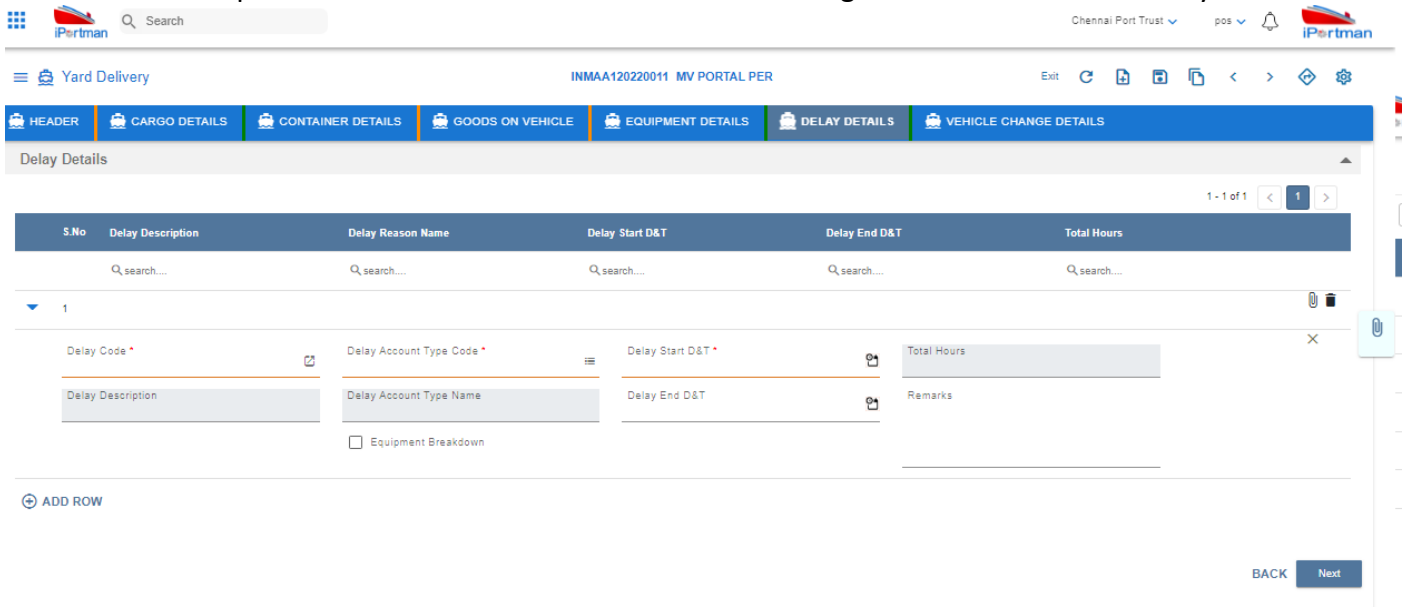 Search
Chennai Port Trust
pos
iPortman
iPortman
Yard Delivery
INMAA120220011 MV PORTAL PER
Exit
HEADER CARGO DETAILS CONTAINER DETAILS GOODS ON VEHICLE EQUIPMENT DETAILS DELAY DETAILS VEHICLE CHANGE DETAILS
Delay Details
1 - 1 of 1 < 1 >
S.No Delay Description Delay Reason Name Delay Start D&T Delay End D&T Total Hours
search.... search.... search.... search.... search....
1
Delay Code * Delay Account Type Code * Delay Start D&T * Total Hours
Delay Description Delay Account Type Name Delay End D&T Remarks
Equipment Breakdown
ADD ROW
BACK Next